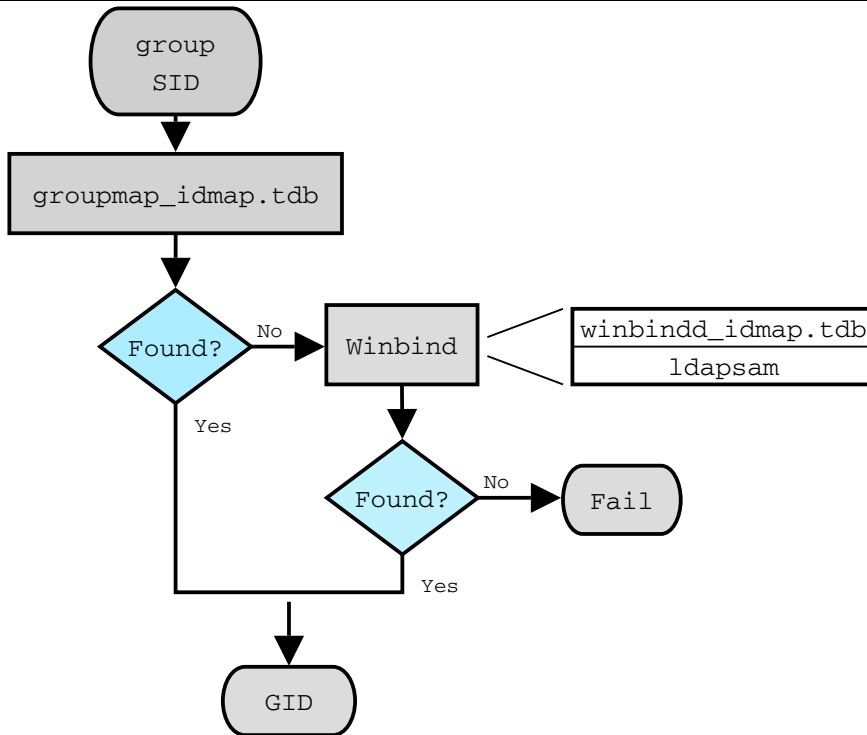 group
SID
groupmap_idmap.tdb
Found?
No
Winbind
winbindd_idmap.tdb
ldapsam
Yes
Found?
No
Fail
Yes
GID